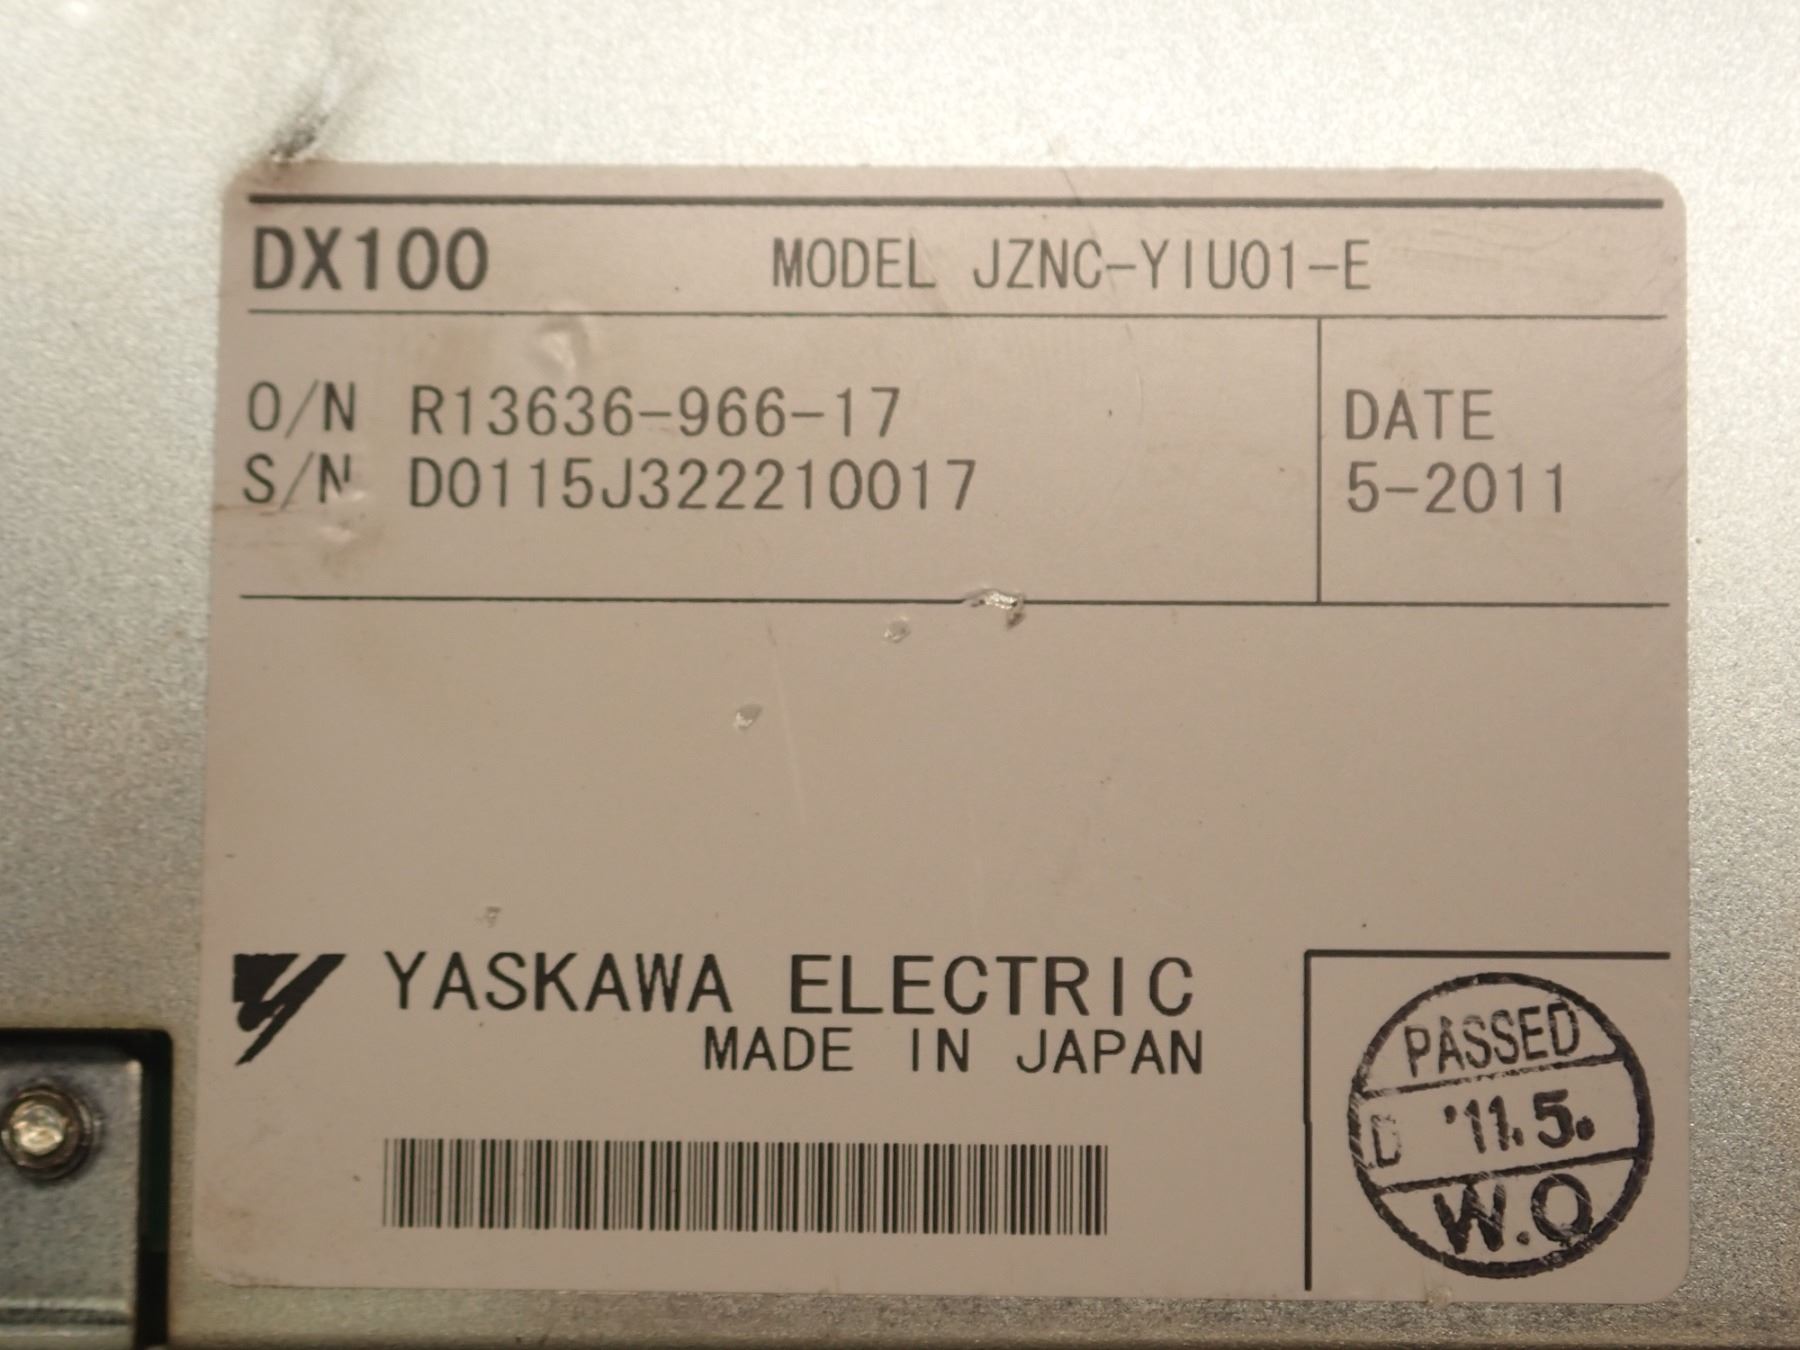 DX100 MODEL JZNC-YIU01-E
O/N R13636-966-17
S/N D0115J322210017
DATE
5-2011
YASKAWA ELECTRIC
MADE IN JAPAN
PASSED
D '11.5.
W.O